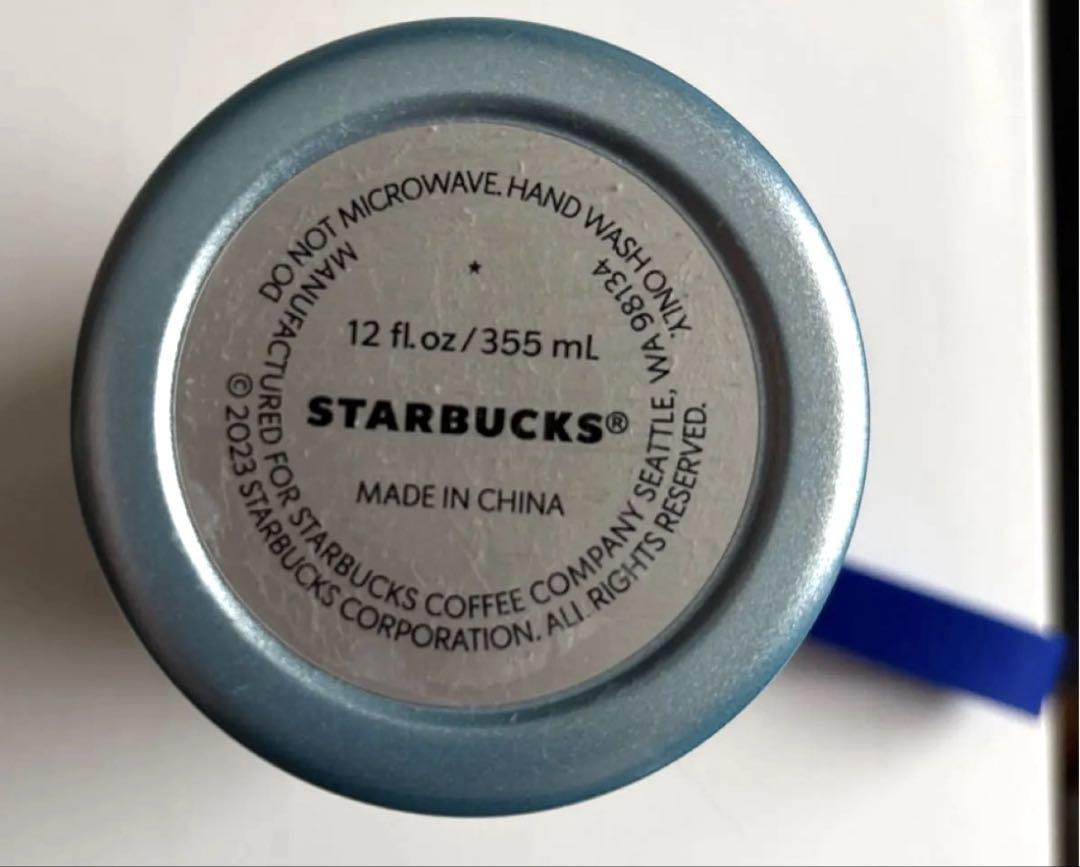 DO NOT MICROWAVE. HAND WASH ONLY.
MANUFACTURED FOR STARBUCKS COFFEE COMPANY SEATTLE, WA 98134
© 2023 STARBUCKS CORPORATION. ALL RIGHTS RESERVED.
12 fl.oz/355 mL
STARBUCKS®
MADE IN CHINA